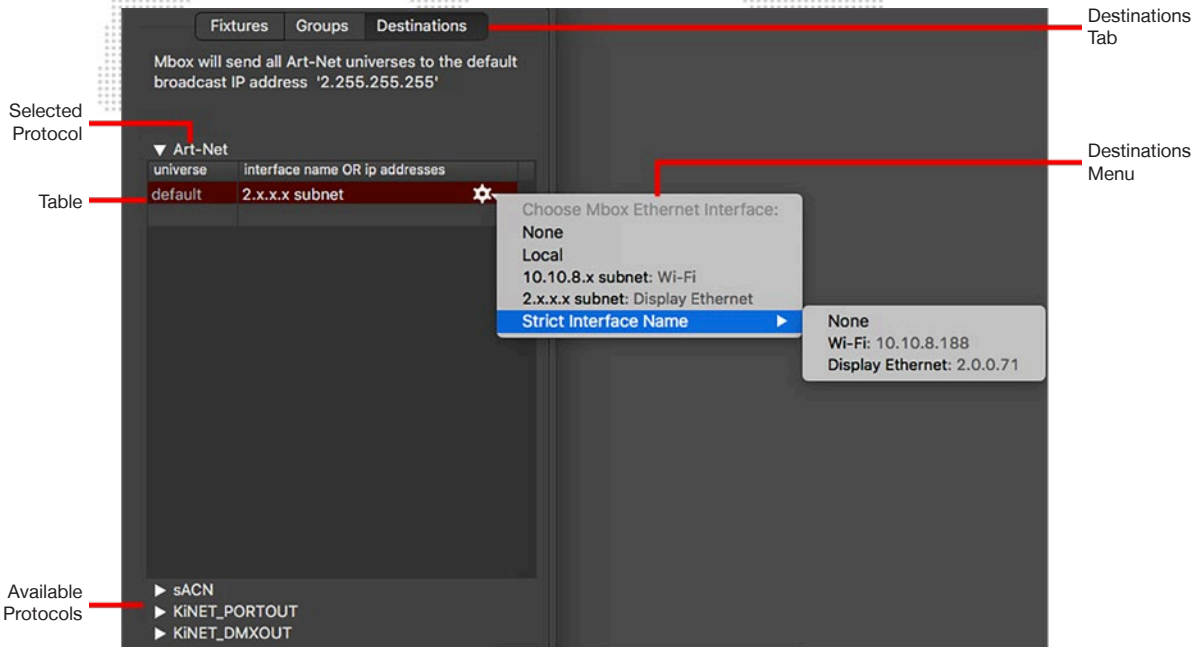 Fixtures Groups Destinations
Destinations
Tab
Mbox will send all Art-Net universes to the default
broadcast IP address '2.255.255.255'
Selected
Protocol
▼ Art-Net
universe interface name OR ip addresses
Destinations
Menu
Table
default 2.x.x.x subnet
Choose Mbox Ethernet Interface:
None
Local
10.10.8.x subnet: Wi-Fi
2.x.x.x subnet: Display Ethernet
Strict Interface Name ▶
None
Wi-Fi: 10.10.8.188
Display Ethernet: 2.0.0.71
Available
Protocols
▶ sACN
▶ KiNET_PORTOUT
▶ KiNET_DMXOUT